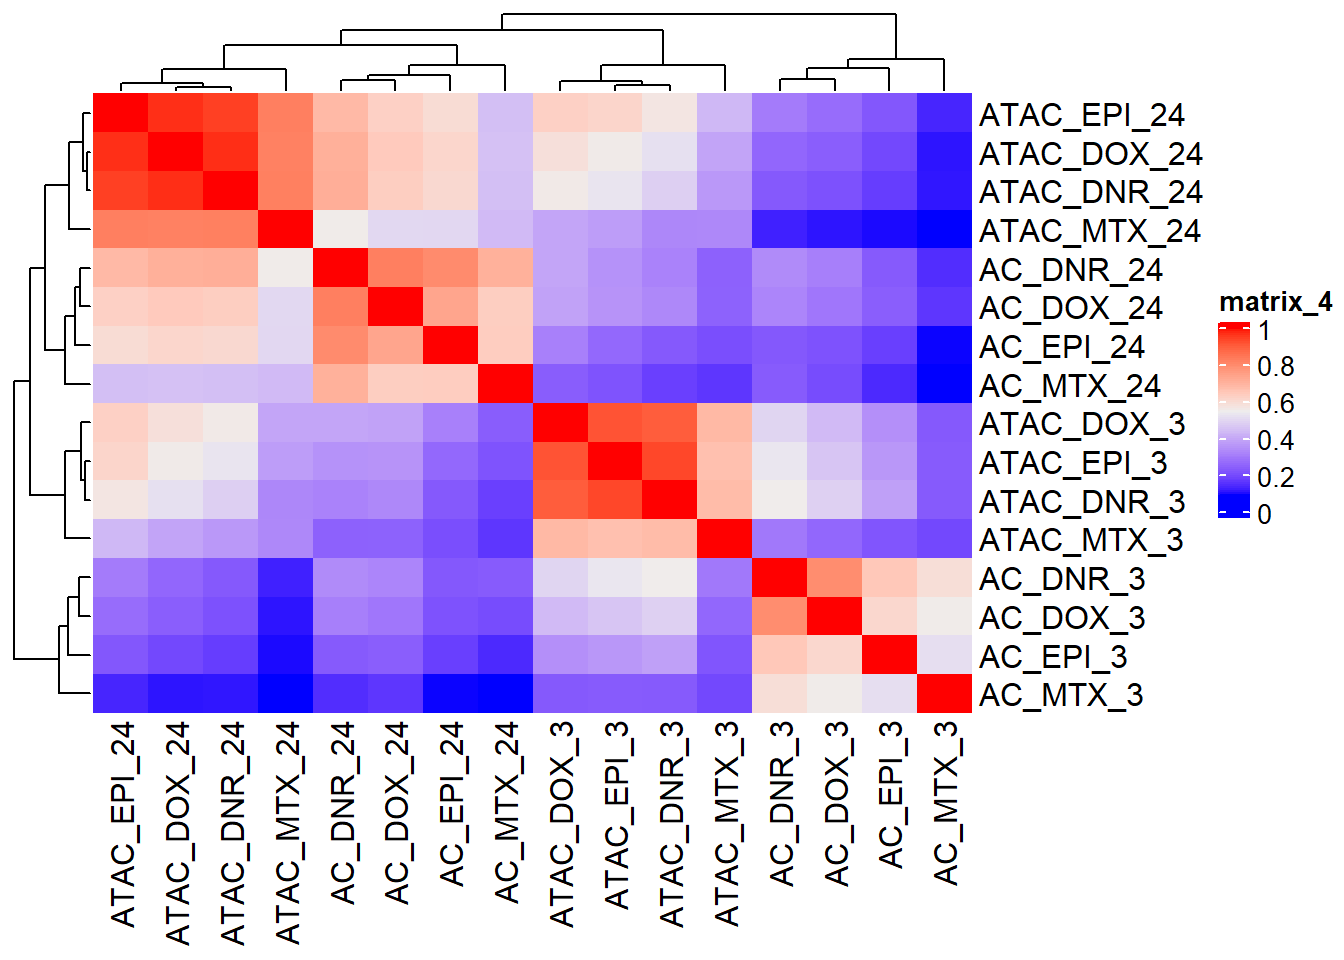 ATAC_EPI_24
ATAC_DOX_24
ATAC_DNR_24
ATAC_MTX_24
AC_DNR_24
AC_DOX_24
AC_EPI_24
AC_MTX_24
ATAC_DOX_3
ATAC_EPI_3
ATAC_DNR_3
ATAC_MTX_3
AC_DNR_3
AC_DOX_3
AC_EPI_3
AC_MTX_3
matrix_4
1
0.8
0.6
0.4
0.2
0
ATAC_EPI_24
ATAC_DOX_24
ATAC_DNR_24
ATAC_MTX_24
AC_DNR_24
AC_DOX_24
AC_EPI_24
AC_MTX_24
ATAC_DOX_3
ATAC_EPI_3
ATAC_DNR_3
ATAC_MTX_3
AC_DNR_3
AC_DOX_3
AC_EPI_3
AC_MTX_3